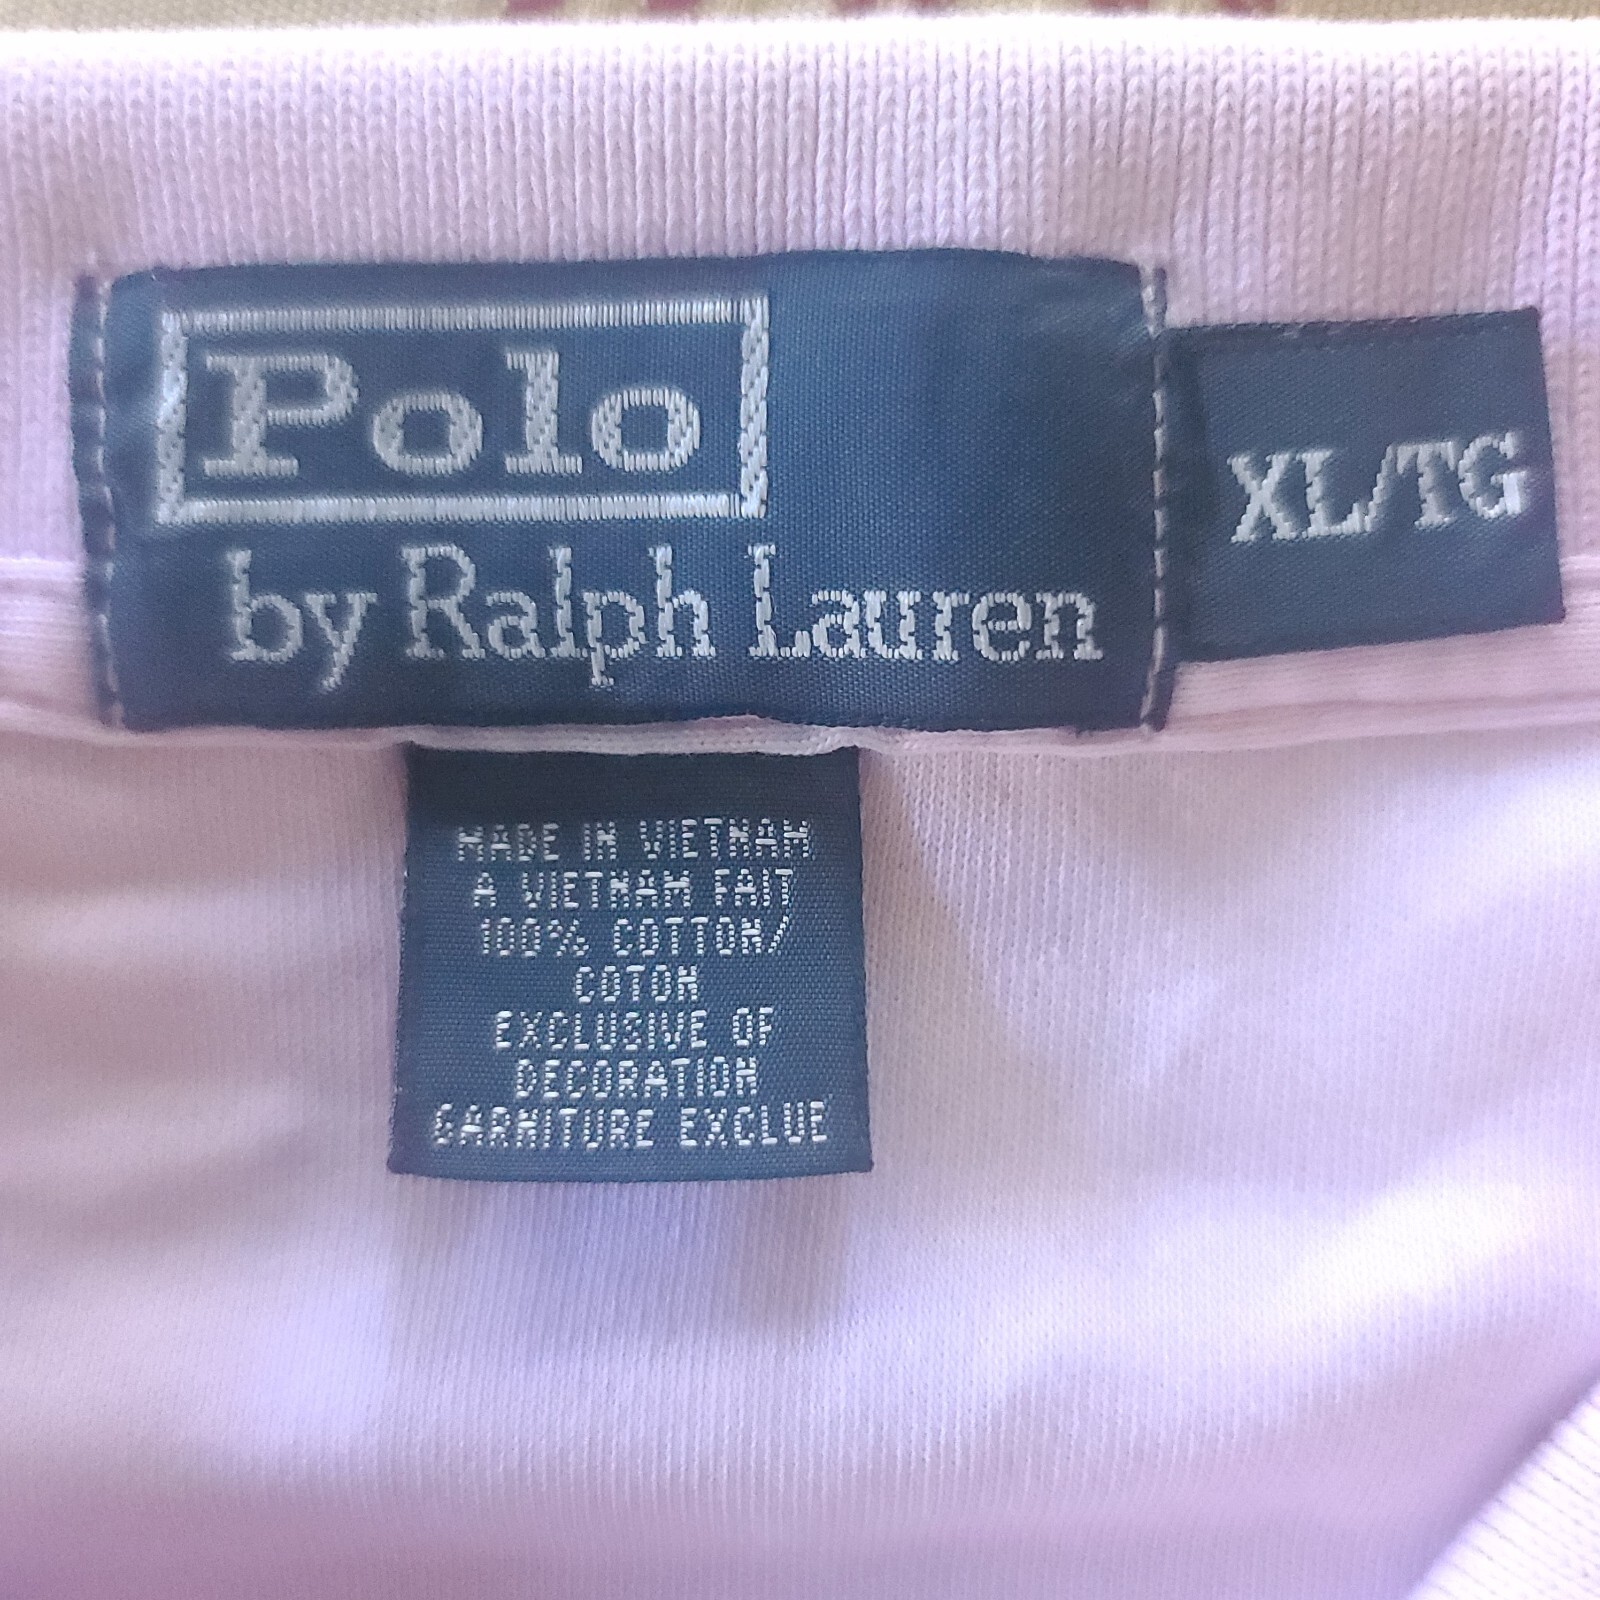 Polo
by Ralph Lauren
XL/TG
MADE IN VIETNAM
A VIETNAM FAIT
100% COTTON/
COTON
EXCLUSIVE OF
DECORATION
GARNITURE EXCLUE